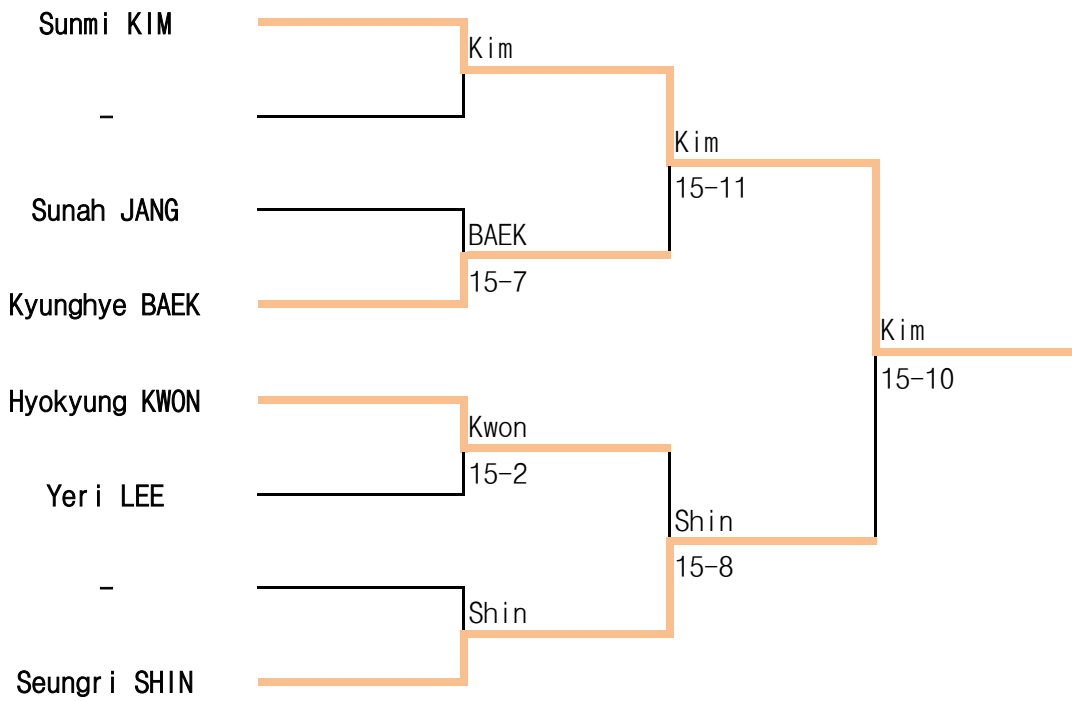 Sunmi KIM
Kim
-
Kim
15-11
Sunah JANG
BAEK
15-7
Kyunghye BAEK
Kim
15-10
Hyokyung KWON
Kwon
15-2
Yeri LEE
Shin
15-8
-
Shin
Seungri SHIN